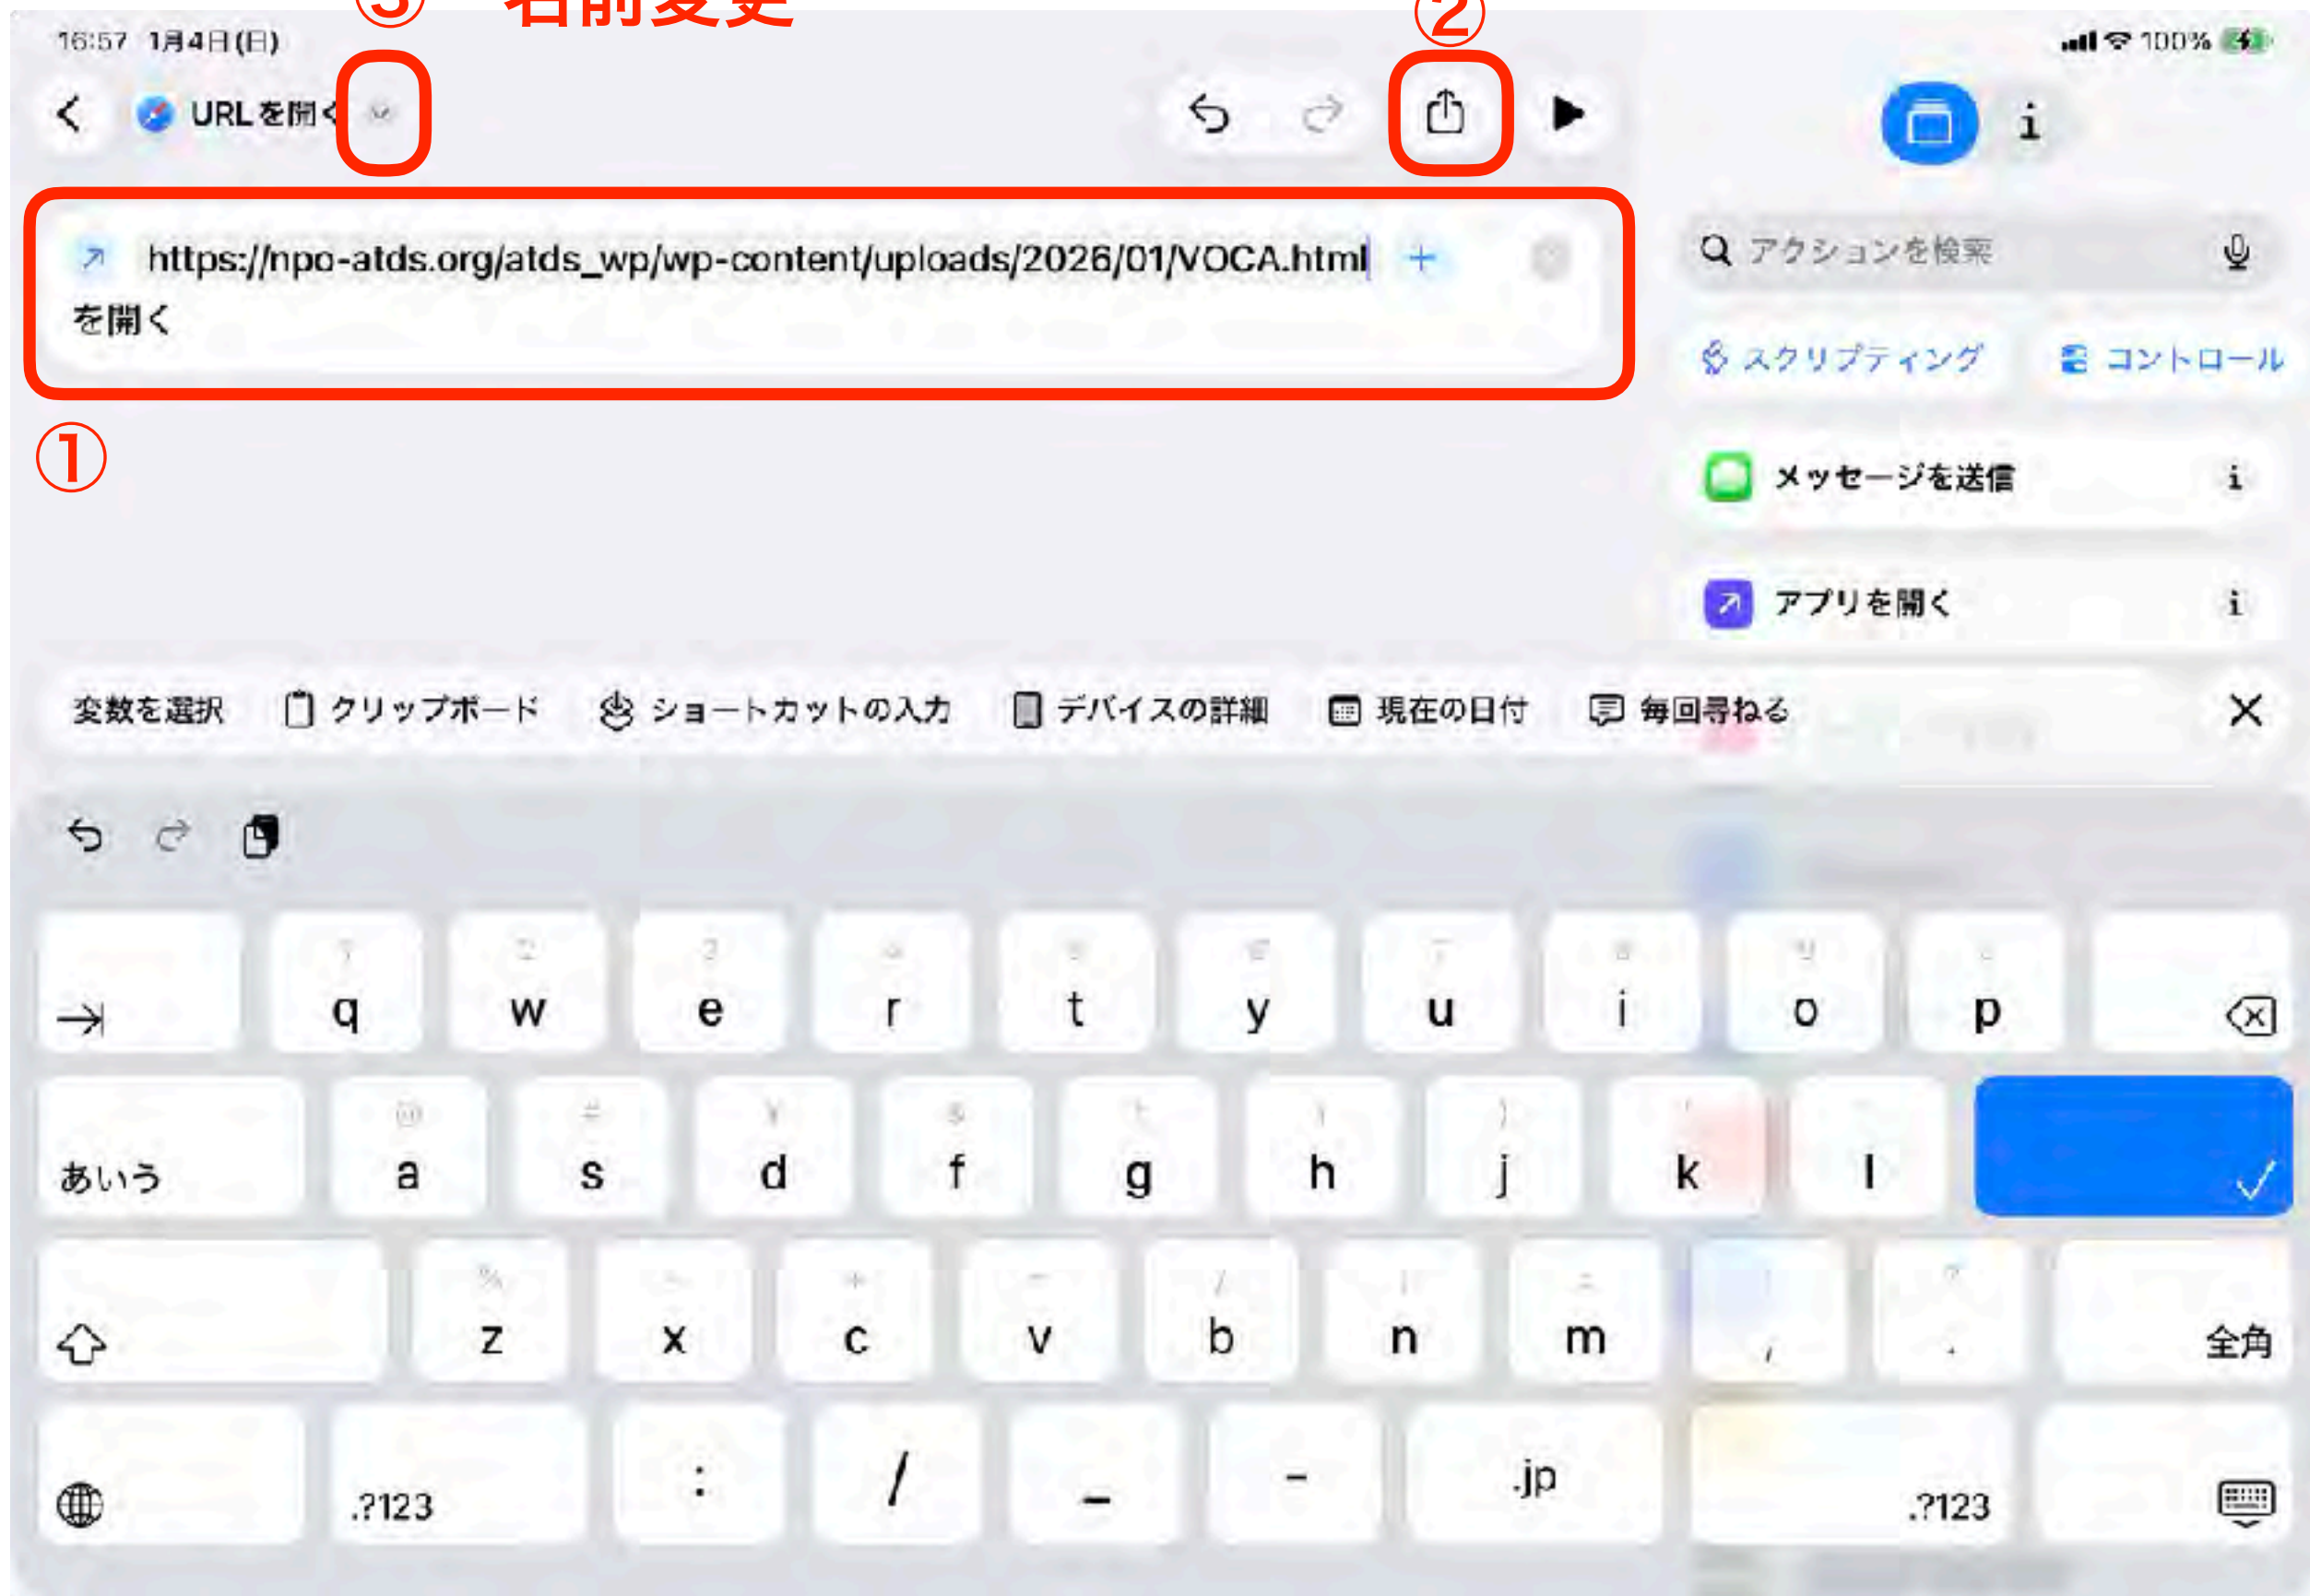 ③ 名前変更
②
16:57 1月4日(日)
100%
URLを開く
i
https://npo-atds.org/atds_wp/wp-content/uploads/2026/01/VOCA.html
を開く
①
アクションを検索
スクリプティング
コントロール
メッセージを送信
i
アプリを開く
i
変数を選択 クリップボード ショートカットの入力 デバイスの詳細 現在の日付 毎回尋ねる
q w e r t y u i o p
あいう a s d f g h j k l
z x c v b n m , . 全角
.?123 : / _ - .jp .?123